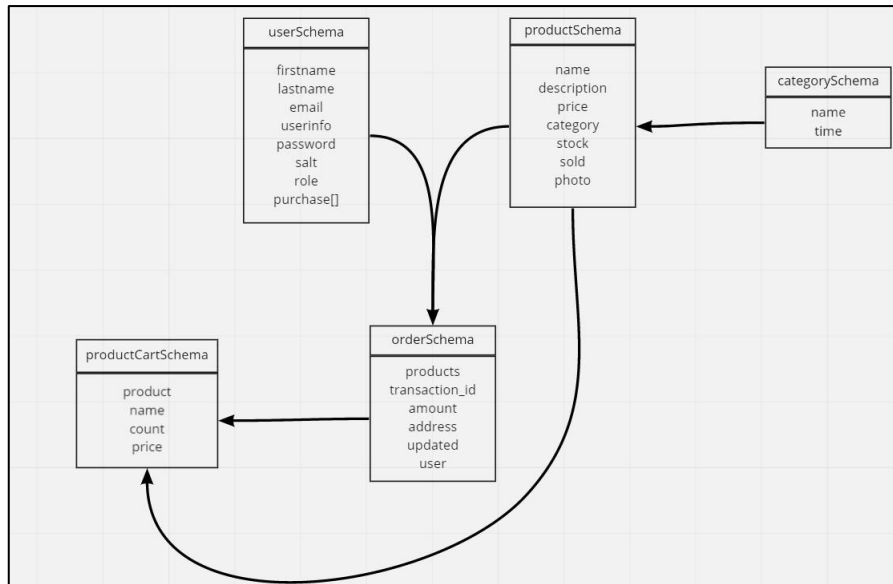 userSchema
firstname
lastname
email
userinfo
password
salt
role
purchase[]
productSchema
name
description
price
category
stock
sold
photo
categorySchema
name
time
productCartSchema
product
name
count
price
orderSchema
products
transaction_id
amount
address
updated
user